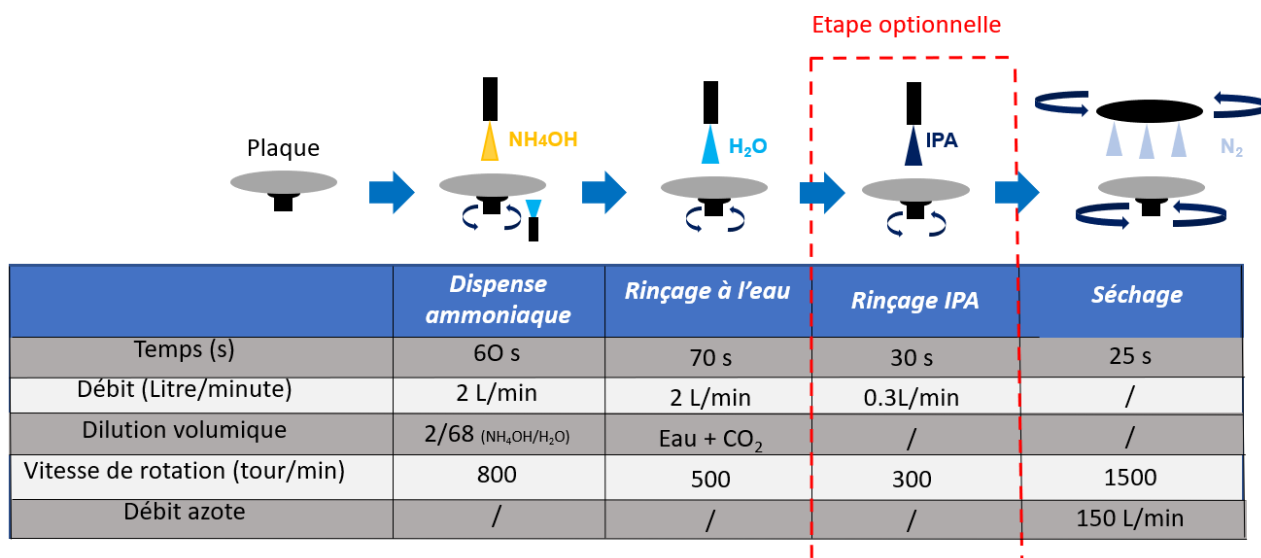 Etape optionnelle
Plaque
NH4OH
H₂O
IPA
N₂
Dispense ammoniaque
Rinçage à l'eau
Rinçage IPA
Séchage
Temps (s) 6O s 70 s 30 s 25 s
Débit (Litre/minute) 2 L/min 2 L/min 0.3L/min /
Dilution volumique 2/68 (NH₄OH/H₂O) Eau + CO₂ / /
Vitesse de rotation (tour/min) 800 500 300 1500
Débit azote / / / 150 L/min